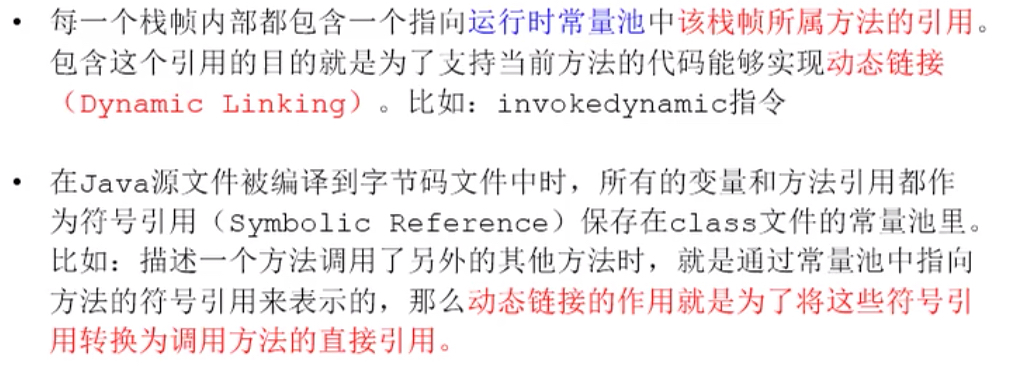 • 每一个栈帧内部都包含一个指向运行时常量池中该栈帧所属方法的引用。
包含这个引用的目的就是为了支持当前方法的代码能够实现动态链接
（Dynamic Linking）。比如：invokedynamic指令
• 在Java源文件被编译到字节码文件中时，所有的变量和方法引用都作
为符号引用（Symbolic Reference）保存在class文件的常量池里。
比如：描述一个方法调用了另外的其他方法时，就是通过常量池中指向
方法的符号引用来表示的，那么动态链接的作用就是为了将这些符号引
用转换为调用方法的直接引用。